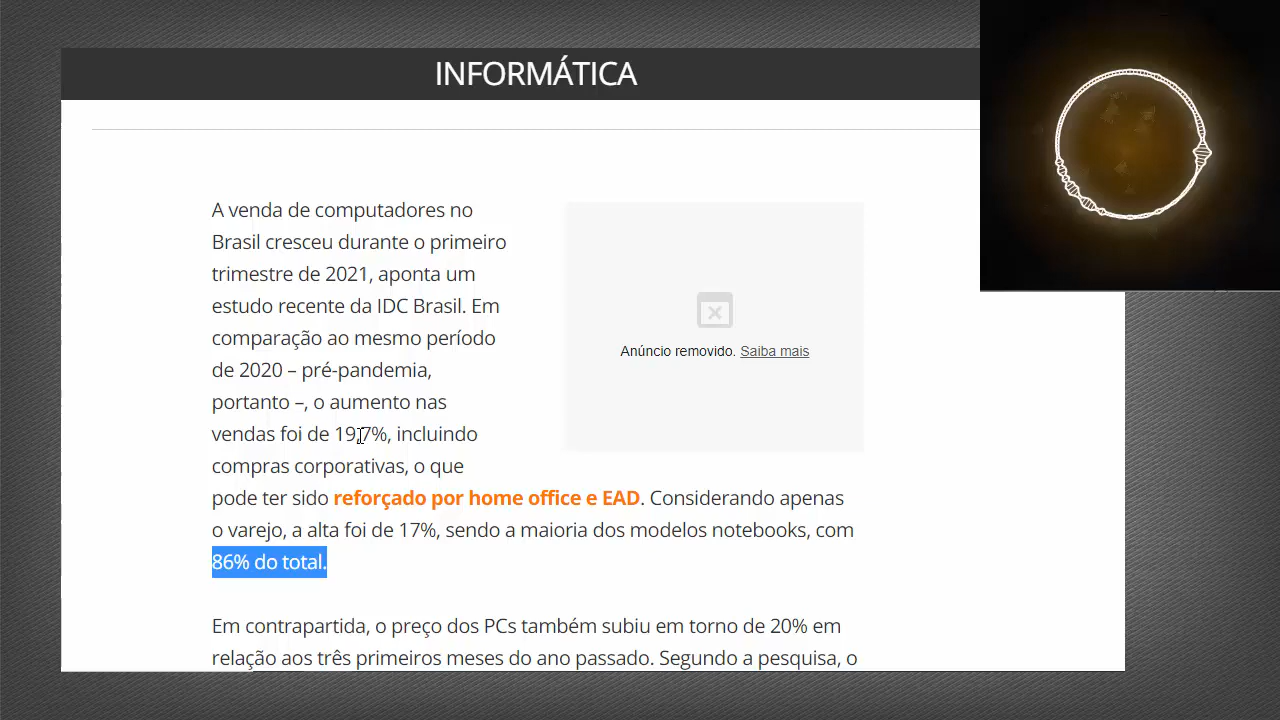 INFORMÁTICA
A venda de computadores no
Brasil cresceu durante o primeiro
trimestre de 2021, aponta um
estudo recente da IDC Brasil. Em
comparação ao mesmo período
de 2020 – pré-pandemia,
portanto –, o aumento nas
vendas foi de 19,7%, incluindo
compras corporativas, o que
pode ter sido reforçado por home office e EAD. Considerando apenas
o varejo, a alta foi de 17%, sendo a maioria dos modelos notebooks, com
86% do total.
Anúncio removido. Saiba mais
Em contrapartida, o preço dos PCs também subiu em torno de 20% em
relação aos três primeiros meses do ano passado. Segundo a pesquisa, o